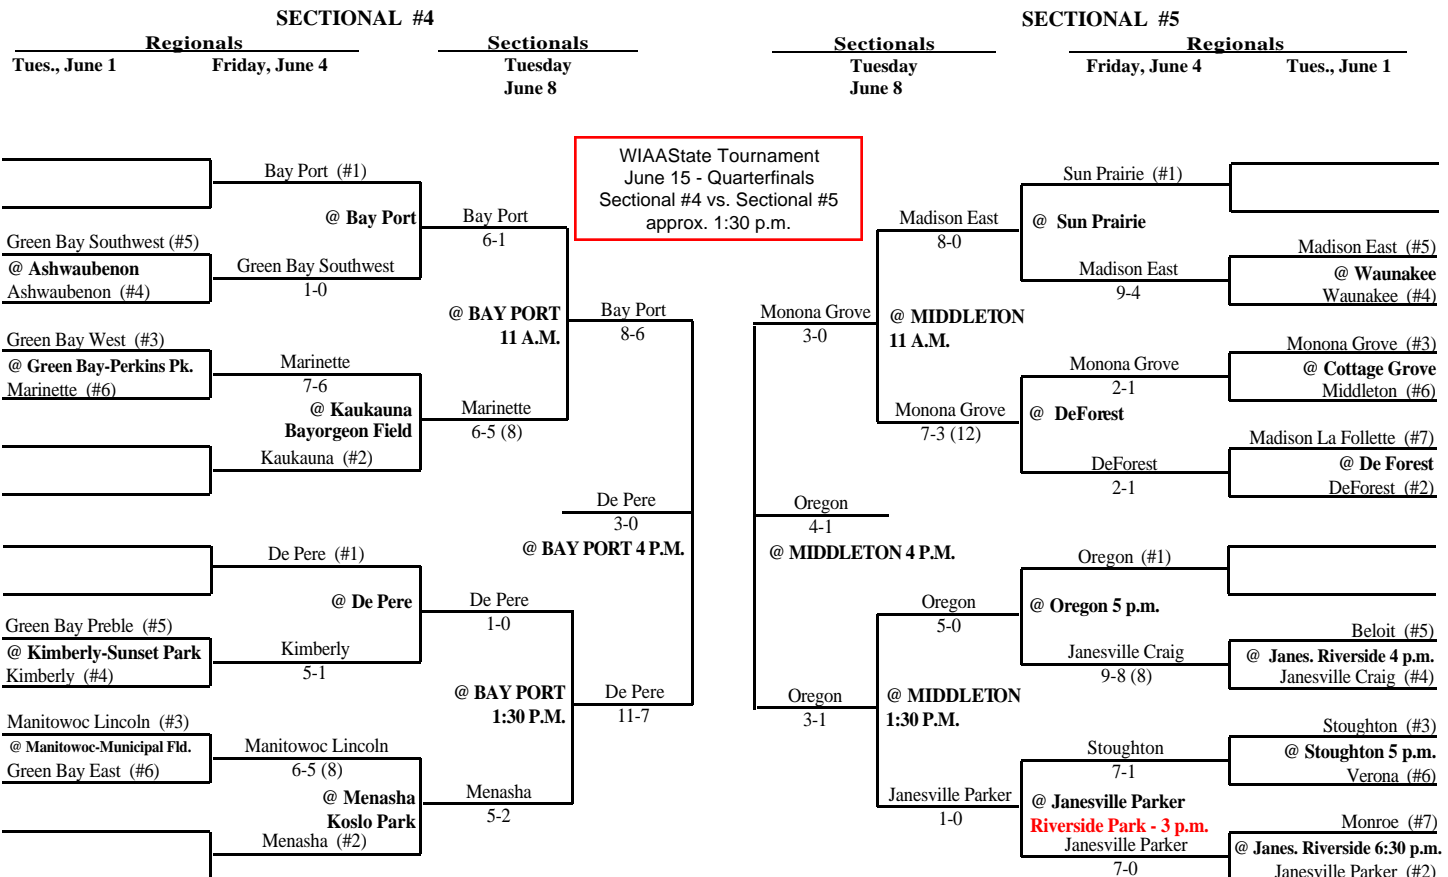 SECTIONAL #4
Regionals
Sectionals
Tues., June 1
Friday, June 4
Tuesday
June 8
Bay Port (#1)
@ Bay Port
Green Bay Southwest (#5)
@ Ashwaubenon
Ashwaubenon (#4)
Green Bay Southwest
1-0
Bay Port
6-1
Green Bay West (#3)
@ Green Bay-Perkins Pk.
Marinette (#6)
Marinette
7-6
@ Kaukauna
Bayorgeon Field
Kaukauna (#2)
Marinette
6-5 (8)
@ BAY PORT
11 A.M.
Bay Port
8-6
De Pere
3-0
@ BAY PORT 4 P.M.
De Pere (#1)
@ De Pere
Green Bay Preble (#5)
@ Kimberly-Sunset Park
Kimberly (#4)
Kimberly
5-1
De Pere
1-0
@ BAY PORT
1:30 P.M.
De Pere
11-7
Manitowoc Lincoln (#3)
@ Manitowoc-Municipal Fld.
Green Bay East (#6)
Manitowoc Lincoln
6-5 (8)
@ Menasha
Koslo Park
Menasha (#2)
Menasha
5-2
WIAAState Tournament
June 15 - Quarterfinals
Sectional #4 vs. Sectional #5
approx. 1:30 p.m.
SECTIONAL #5
Sectionals
Regionals
Tuesday
June 8
Friday, June 4
Tues., June 1
Sun Prairie (#1)
@ Sun Prairie
Madison East (#5)
@ Waunakee
Waunakee (#4)
Madison East
9-4
Madison East
8-0
Monona Grove
3-0
@ MIDDLETON
11 A.M.
Monona Grove (#3)
@ Cottage Grove
Middleton (#6)
Monona Grove
2-1
@ DeForest
Monona Grove
7-3 (12)
Madison La Follette (#7)
@ De Forest
DeForest (#2)
DeForest
2-1
Oregon
4-1
@ MIDDLETON 4 P.M.
Oregon (#1)
@ Oregon 5 p.m.
Oregon
5-0
Beloit (#5)
@ Janes. Riverside 4 p.m.
Janesville Craig (#4)
Janesville Craig
9-8 (8)
Oregon
3-1
@ MIDDLETON
1:30 P.M.
Stoughton (#3)
@ Stoughton 5 p.m.
Verona (#6)
Stoughton
7-1
Janesville Parker
1-0
@ Janesville Parker
Riverside Park - 3 p.m.
Janesville Parker
7-0
Monroe (#7)
@ Janes. Riverside 6:30 p.m.
Janesville Parker (#2)